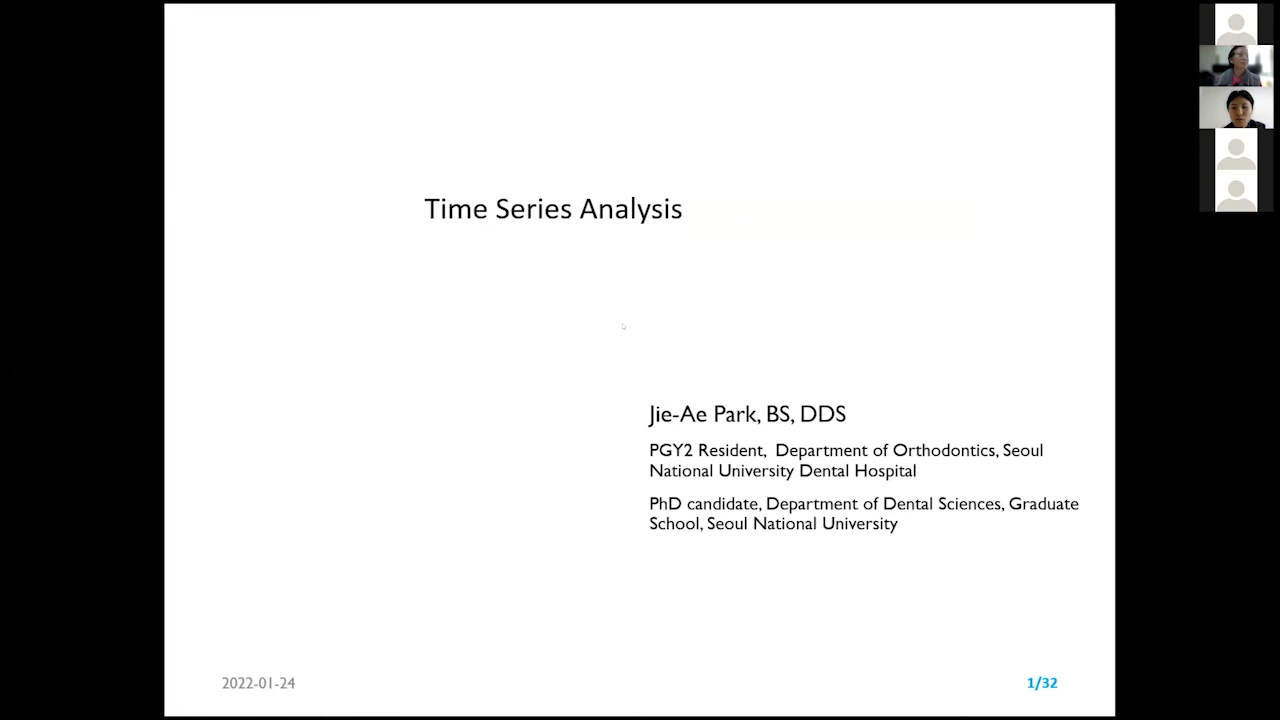 Time Series Analysis
Jie-Ae Park, BS, DDS
PGY2 Resident, Department of Orthodontics, Seoul
National University Dental Hospital
PhD candidate, Department of Dental Sciences, Graduate
School, Seoul National University
2022-01-24
1/32